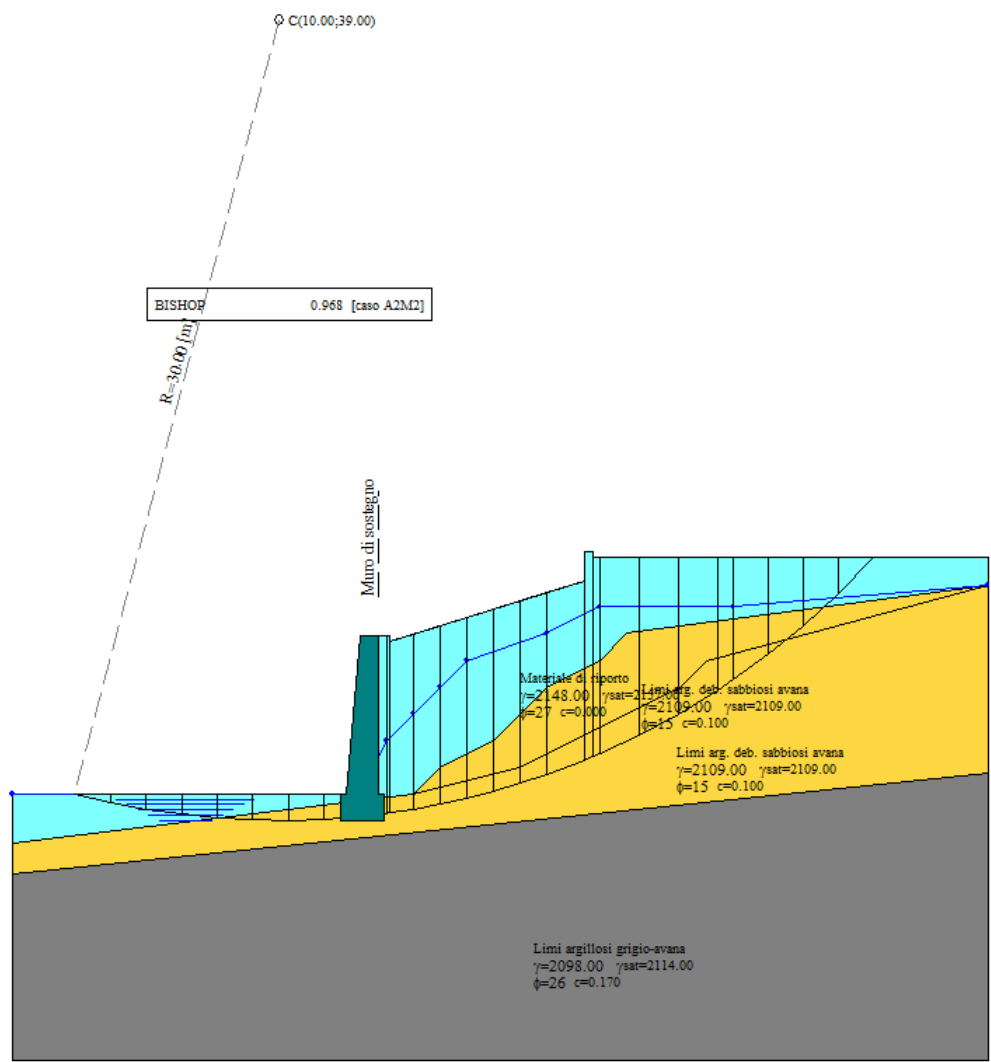 C(10.00;39.00)
BISHOP 0.968 [caso A2M2]
R=30.00 [m]
Muro di sostegno
Materiale di riporto
γ=2148.00 γsat=
ϕ=27 c=0.000
Limi arg. deb. sabbiosi avana
γ=2109.00 γsat=2109.00
ϕ=15 c=0.100
Limi arg. deb. sabbiosi avana
γ=2109.00 γsat=2109.00
ϕ=15 c=0.100
Limi argillosi grigio-avana
γ=2098.00 γsat=2114.00
ϕ=26 c=0.170